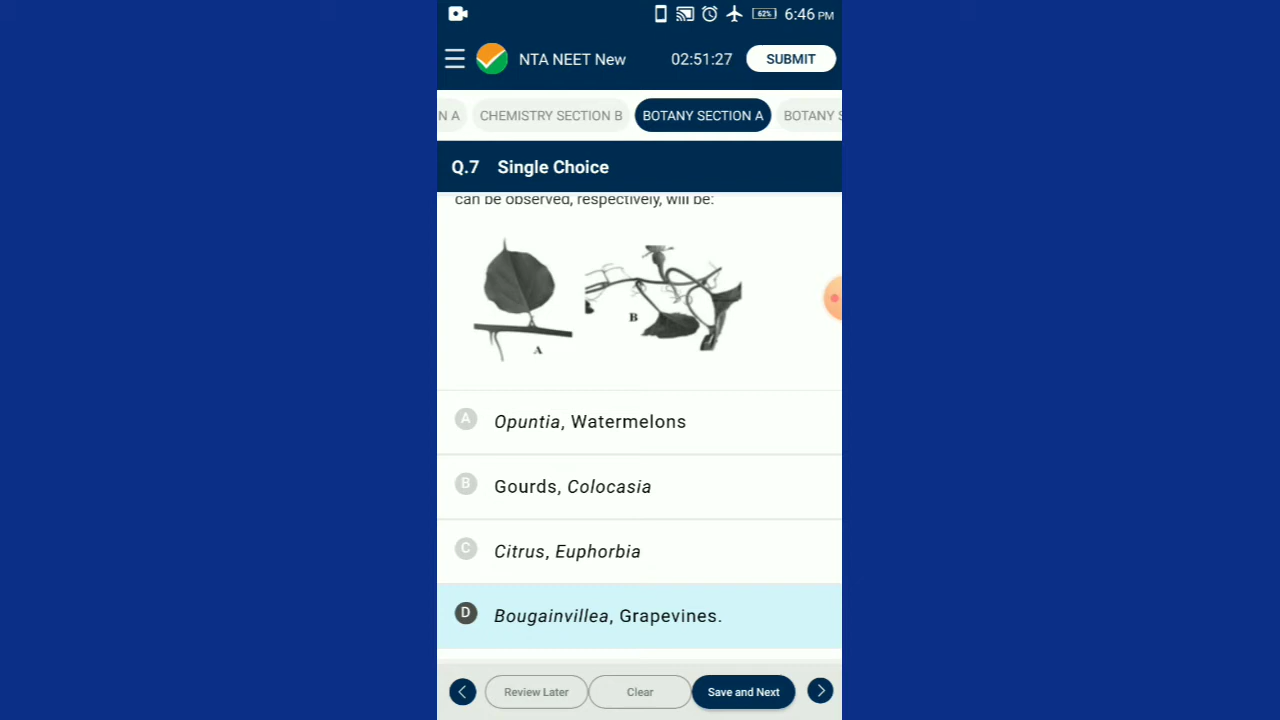 62% 6:46 PM
NTA NEET New 02:51:27 SUBMIT
N A CHEMISTRY SECTION B BOTANY SECTION A BOTANY S
Q.7 Single Choice
can be observed, respectively, will be:
A B
A Opuntia, Watermelons
B Gourds, Colocasia
C Citrus, Euphorbia
D Bougainvillea, Grapevines.
Review Later Clear Save and Next